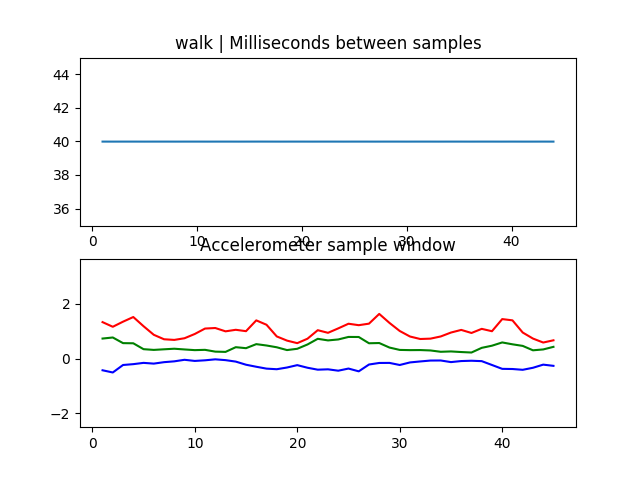 walk | Milliseconds between samples
44
42
40
38
36
0 10 20 30 40
Accelerometer sample window
2
0
−2
0 10 20 30 40